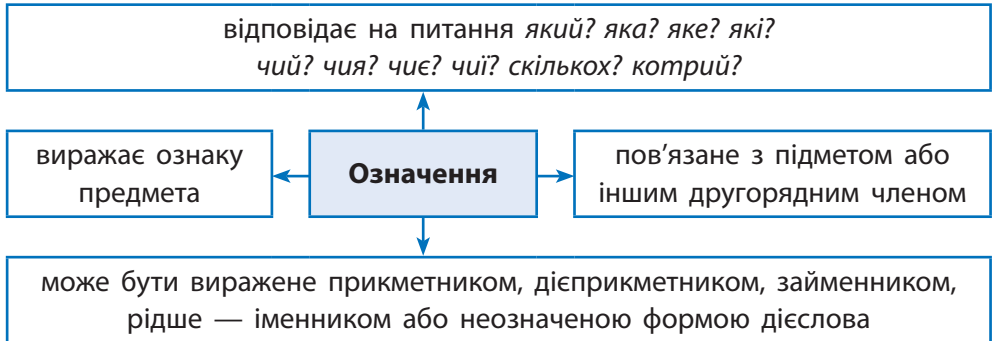 відповідає на питання який? яка? яке? які?
чий? чия? чиє? чиї? скількох? котрий?
виражає ознаку
предмета
Означення
пов’язане з підметом або
іншим другорядним членом
може бути виражене прикметником, дієприкметником, займенником,
рідше — іменником або неозначеною формою дієслова